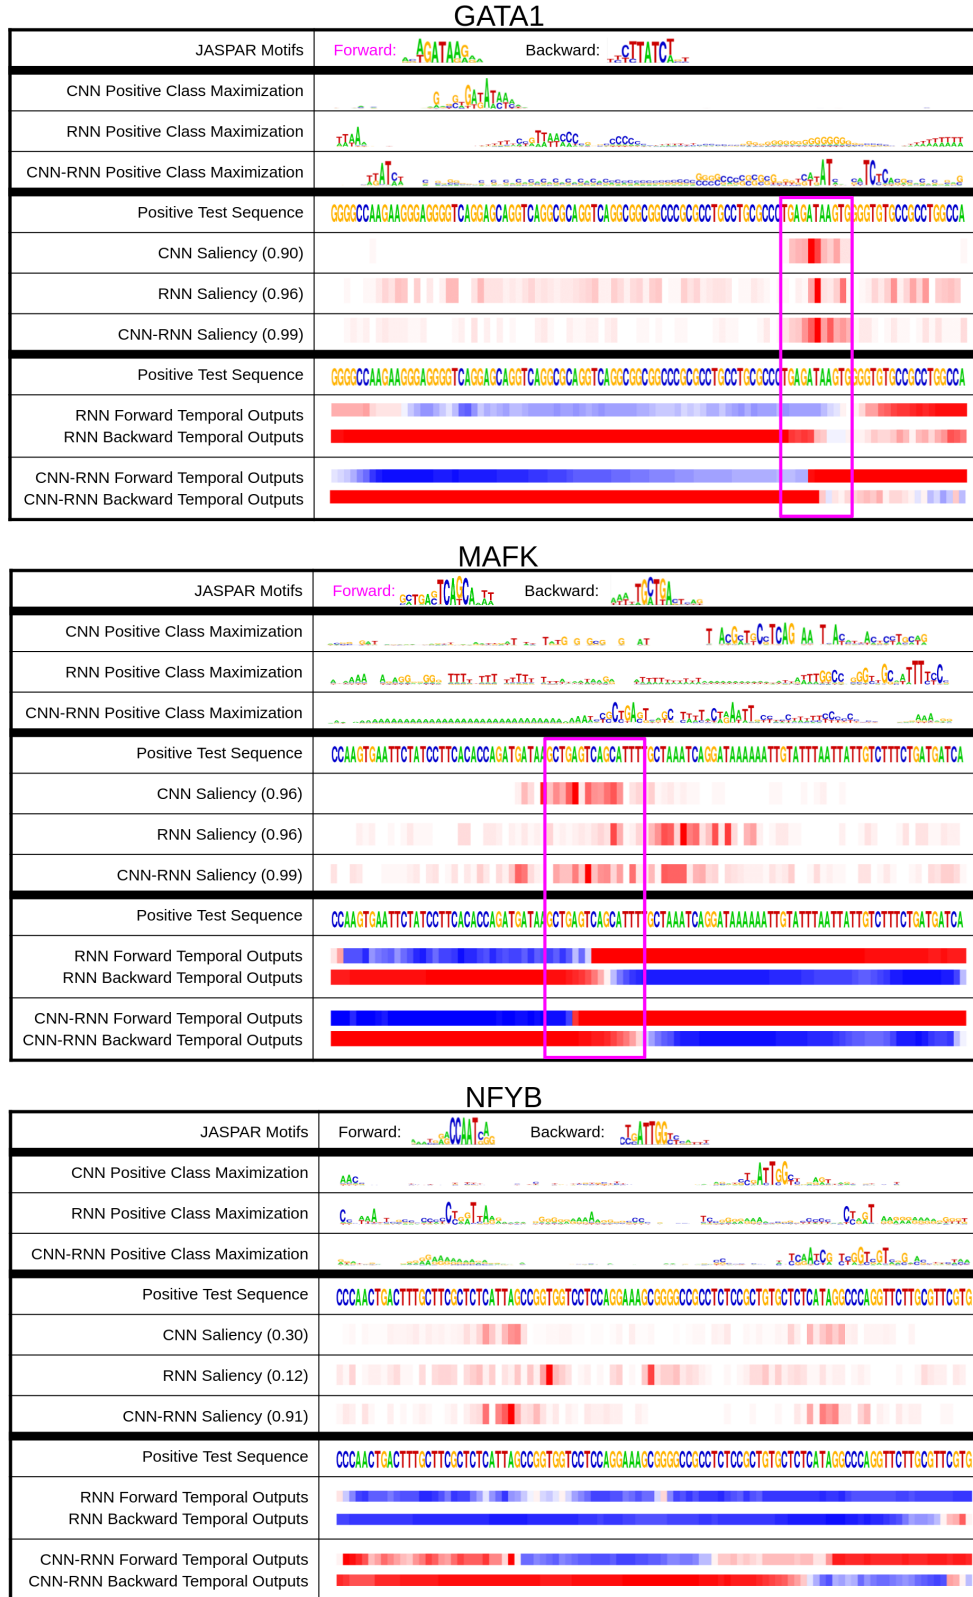 GATA1
JASPAR Motifs Forward: Backward:
CNN Positive Class Maximization
RNN Positive Class Maximization
CNN-RNN Positive Class Maximization
Positive Test Sequence GGGGCCAAGAAGGGAGGGGTCAGGAGCAGGTCAGGCGCAGGTCAGGCGGCGGCCCGCGCCTGCCTGCGCCCTGAGATAAGTGGGGTGTGCCGCCTGGCCA
CNN Saliency (0.90)
RNN Saliency (0.96)
CNN-RNN Saliency (0.99)
Positive Test Sequence GGGGCCAAGAAGGGAGGGGTCAGGAGCAGGTCAGGCGCAGGTCAGGCGGCGGCCCGCGCCTGCCTGCGCCCTGAGATAAGTGGGGTGTGCCGCCTGGCCA
RNN Forward Temporal Outputs
RNN Backward Temporal Outputs
CNN-RNN Forward Temporal Outputs
CNN-RNN Backward Temporal Outputs
MAFK
JASPAR Motifs Forward: Backward:
CNN Positive Class Maximization
RNN Positive Class Maximization
CNN-RNN Positive Class Maximization
Positive Test Sequence CCAAGTGAATTCTATCCTTCACACCAGATGATAAGCTGAGTCAGCATTTTGCTAAATCAGGATAAAAAATTGTATTTAATTATTGTCTTTCTGATGATCA
CNN Saliency (0.96)
RNN Saliency (0.96)
CNN-RNN Saliency (0.99)
Positive Test Sequence CCAAGTGAATTCTATCCTTCACACCAGATGATAAGCTGAGTCAGCATTTTGCTAAATCAGGATAAAAAATTGTATTTAATTATTGTCTTTCTGATGATCA
RNN Forward Temporal Outputs
RNN Backward Temporal Outputs
CNN-RNN Forward Temporal Outputs
CNN-RNN Backward Temporal Outputs
NFYB
JASPAR Motifs Forward: Backward:
CNN Positive Class Maximization
RNN Positive Class Maximization
CNN-RNN Positive Class Maximization
Positive Test Sequence CCCAACTGACTTTGCTTCGCTCTCATTAGCCGGTGGTCCTCCAGGAAAGCGGGGCCGCCTCTCCGCTGTGCTCTCATAGGCCCAGGTTCTTGCGTTCGTG
CNN Saliency (0.30)
RNN Saliency (0.12)
CNN-RNN Saliency (0.91)
Positive Test Sequence CCCAACTGACTTTGCTTCGCTCTCATTAGCCGGTGGTCCTCCAGGAAAGCGGGGCCGCCTCTCCGCTGTGCTCTCATAGGCCCAGGTTCTTGCGTTCGTG
RNN Forward Temporal Outputs
RNN Backward Temporal Outputs
CNN-RNN Forward Temporal Outputs
CNN-RNN Backward Temporal Outputs